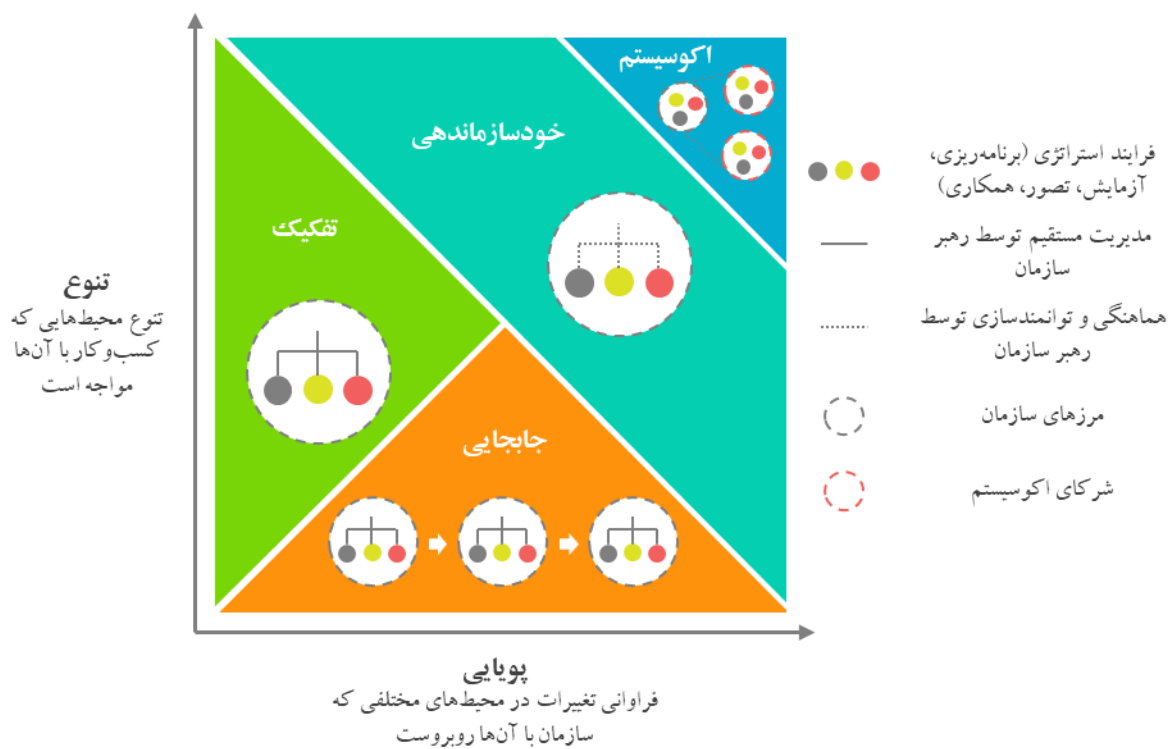 اکوسیستم
خودسازماندهی
تفکیک
جابجایی
تنوع
تنوع محیط‌هایی که
کسب‌وکار با آن‌ها
مواجه است
پویایی
فراوانی تغییرات در محیط‌های مختلفی که
سازمان با آن‌ها روبروست
فرایند استراتژی (برنامه‌ریزی،
آزمایش، تصور، همکاری)
مدیریت مستقیم توسط رهبر
سازمان
هماهنگی و توانمندسازی توسط
رهبر سازمان
مرزهای سازمان
شرکای اکوسیستم